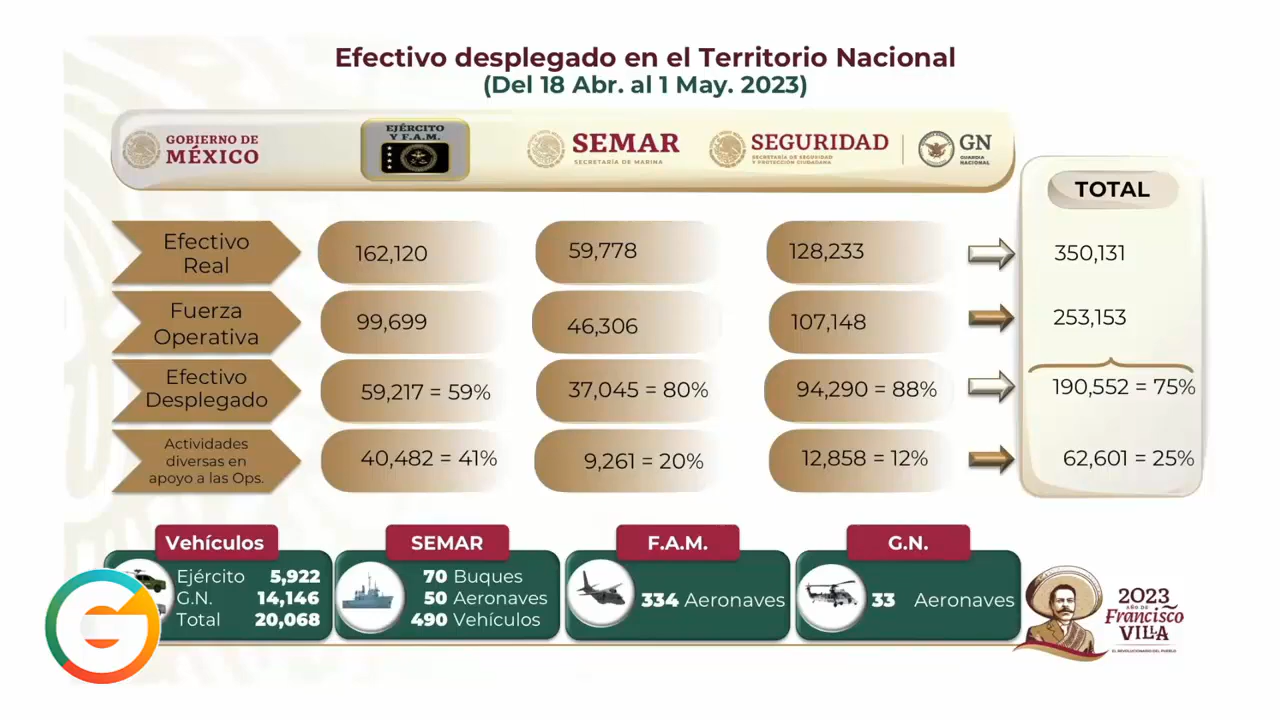 Efectivo desplegado en el Territorio Nacional
(Del 18 Abr. al 1 May. 2023)
GOBIERNO DE
MÉXICO
EJÉRCITO
Y F.A.M.
SEMAR
SECRETARÍA DE MARINA
SEGURIDAD
SECRETARÍA DE SEGURIDAD
Y PROTECCIÓN CIUDADANA
GN
GUARDIA
NACIONAL
TOTAL
Efectivo
Real
162,120
59,778
128,233
350,131
Fuerza
Operativa
99,699
46,306
107,148
253,153
Efectivo
Desplegado
59,217 = 59%
37,045 = 80%
94,290 = 88%
190,552 = 75%
Actividades
diversas en
apoyo a las Ops.
40,482 = 41%
9,261 = 20%
12,858 = 12%
62,601 = 25%
Vehículos
Ejército 5,922
G.N. 14,146
Total 20,068
SEMAR
70 Buques
50 Aeronaves
490 Vehículos
F.A.M.
334 Aeronaves
G.N.
33 Aeronaves
2023
AÑO DE
Francisco
VILLA
EL REVOLUCIONARIO DEL PUEBLO